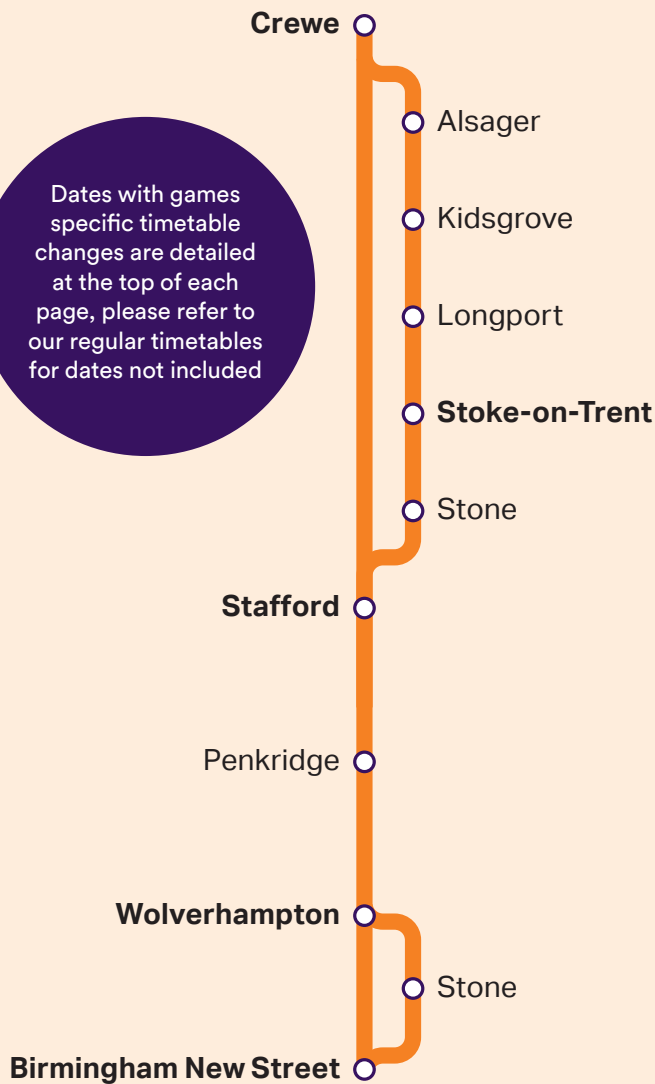 Crewe
Alsager
Dates with games
specific timetable
changes are detailed
at the top of each
page, please refer to
our regular timetables
for dates not included
Kidsgrove
Longport
Stoke-on-Trent
Stone
Stafford
Penkridge
Wolverhampton
Stone
Birmingham New Street